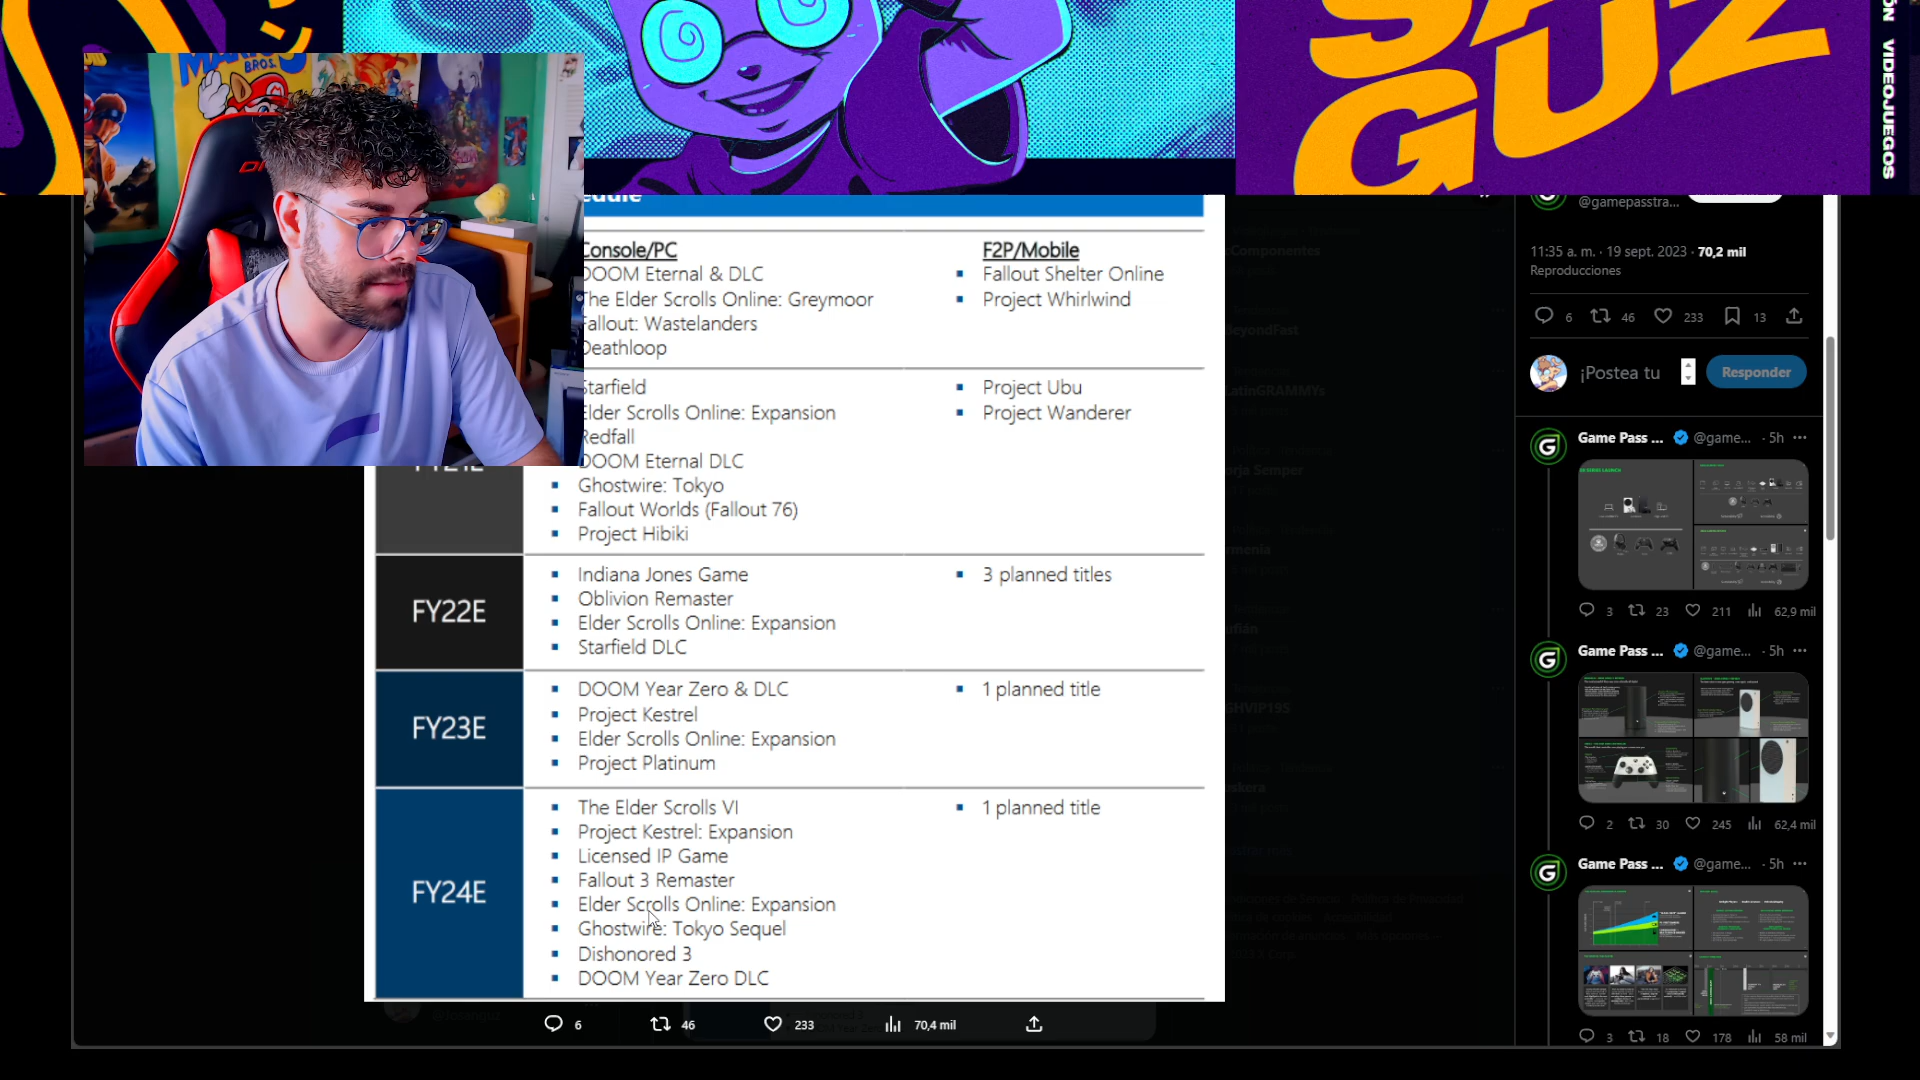 BROS.
GUZ
VIDEOJUEGOS
Console/PC
F2P/Mobile
DOOM Eternal & DLC
The Elder Scrolls Online: Greymoor
Fallout: Wastelanders
Deathloop
Fallout Shelter Online
Project Whirlwind
Starfield
Elder Scrolls Online: Expansion
Redfall
DOOM Eternal DLC
Ghostwire: Tokyo
Fallout Worlds (Fallout 76)
Project Hibiki
Project Ubu
Project Wanderer
FY22E
Indiana Jones Game
Oblivion Remaster
Elder Scrolls Online: Expansion
Starfield DLC
3 planned titles
FY23E
DOOM Year Zero & DLC
Project Kestrel
Elder Scrolls Online: Expansion
Project Platinum
1 planned title
FY24E
The Elder Scrolls VI
Project Kestrel: Expansion
Licensed IP Game
Fallout 3 Remaster
Elder Scrolls Online: Expansion
Ghostwire: Tokyo Sequel
Dishonored 3
DOOM Year Zero DLC
1 planned title
6 46 233 70,4 mil
@gamepasstra...
11:35 a. m. · 19 sept. 2023 · 70,2 mil
Reproducciones
6 46 233 13
¡Postea tu
Responder
Game Pass ... @game... · 5h
3 23 211 62,9 mil
Game Pass ... @game... · 5h
2 30 245 62,4 mil
Game Pass ... @game... · 5h
3 18 178 58 mil